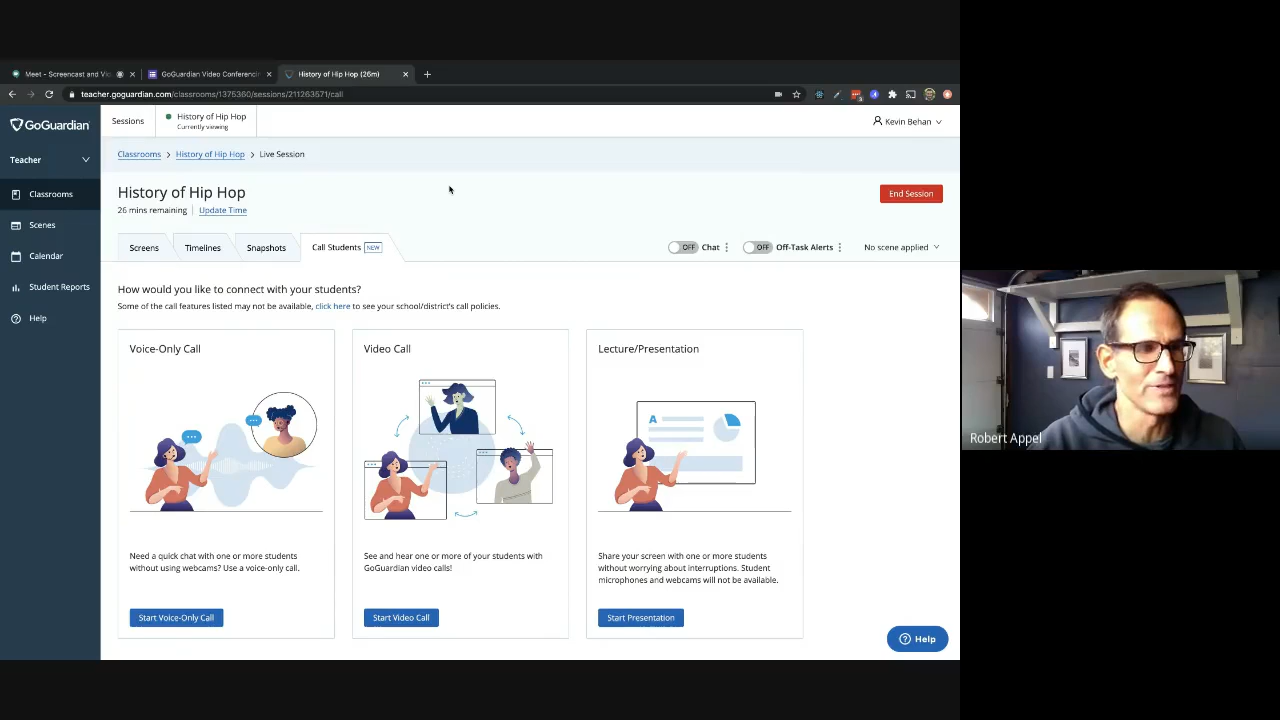 Meet - Screencast and Vic
GoGuardian Video Conferencin
History of Hip Hop (26m)
teacher.goguardian.com/classrooms/1375360/sessions/211263571/call
GoGuardian
Sessions
History of Hip Hop
Currently viewing
Kevin Behan
Teacher
Classrooms > History of Hip Hop > Live Session
Classrooms
Scenes
Calendar
Student Reports
Help
History of Hip Hop
26 mins remaining | Update Time
End Session
Screens
Timelines
Snapshots
Call Students NEW
OFF Chat
OFF Off-Task Alerts
No scene applied
How would you like to connect with your students?
Some of the call features listed may not be available, click here to see your school/district's call policies.
Voice-Only Call
Need a quick chat with one or more students
without using webcams? Use a voice-only call.
Start Voice-Only Call
Video Call
See and hear one or more of your students with
GoGuardian video calls!
Start Video Call
Lecture/Presentation
A
Share your screen with one or more students
without worrying about interruptions. Student
microphones and webcams will not be available.
Start Presentation
Help
Robert Appel